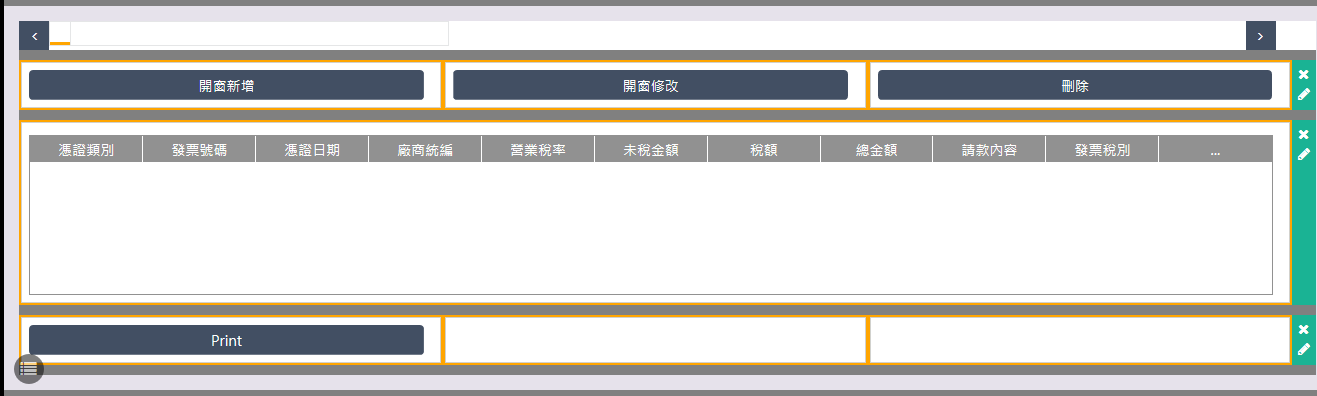 開窗新增 開窗修改 刪除
憑證類別 發票號碼 憑證日期 廠商統編 營業稅率 未稅金額 稅額 總金額 請款內容 發票稅別 ...
Print